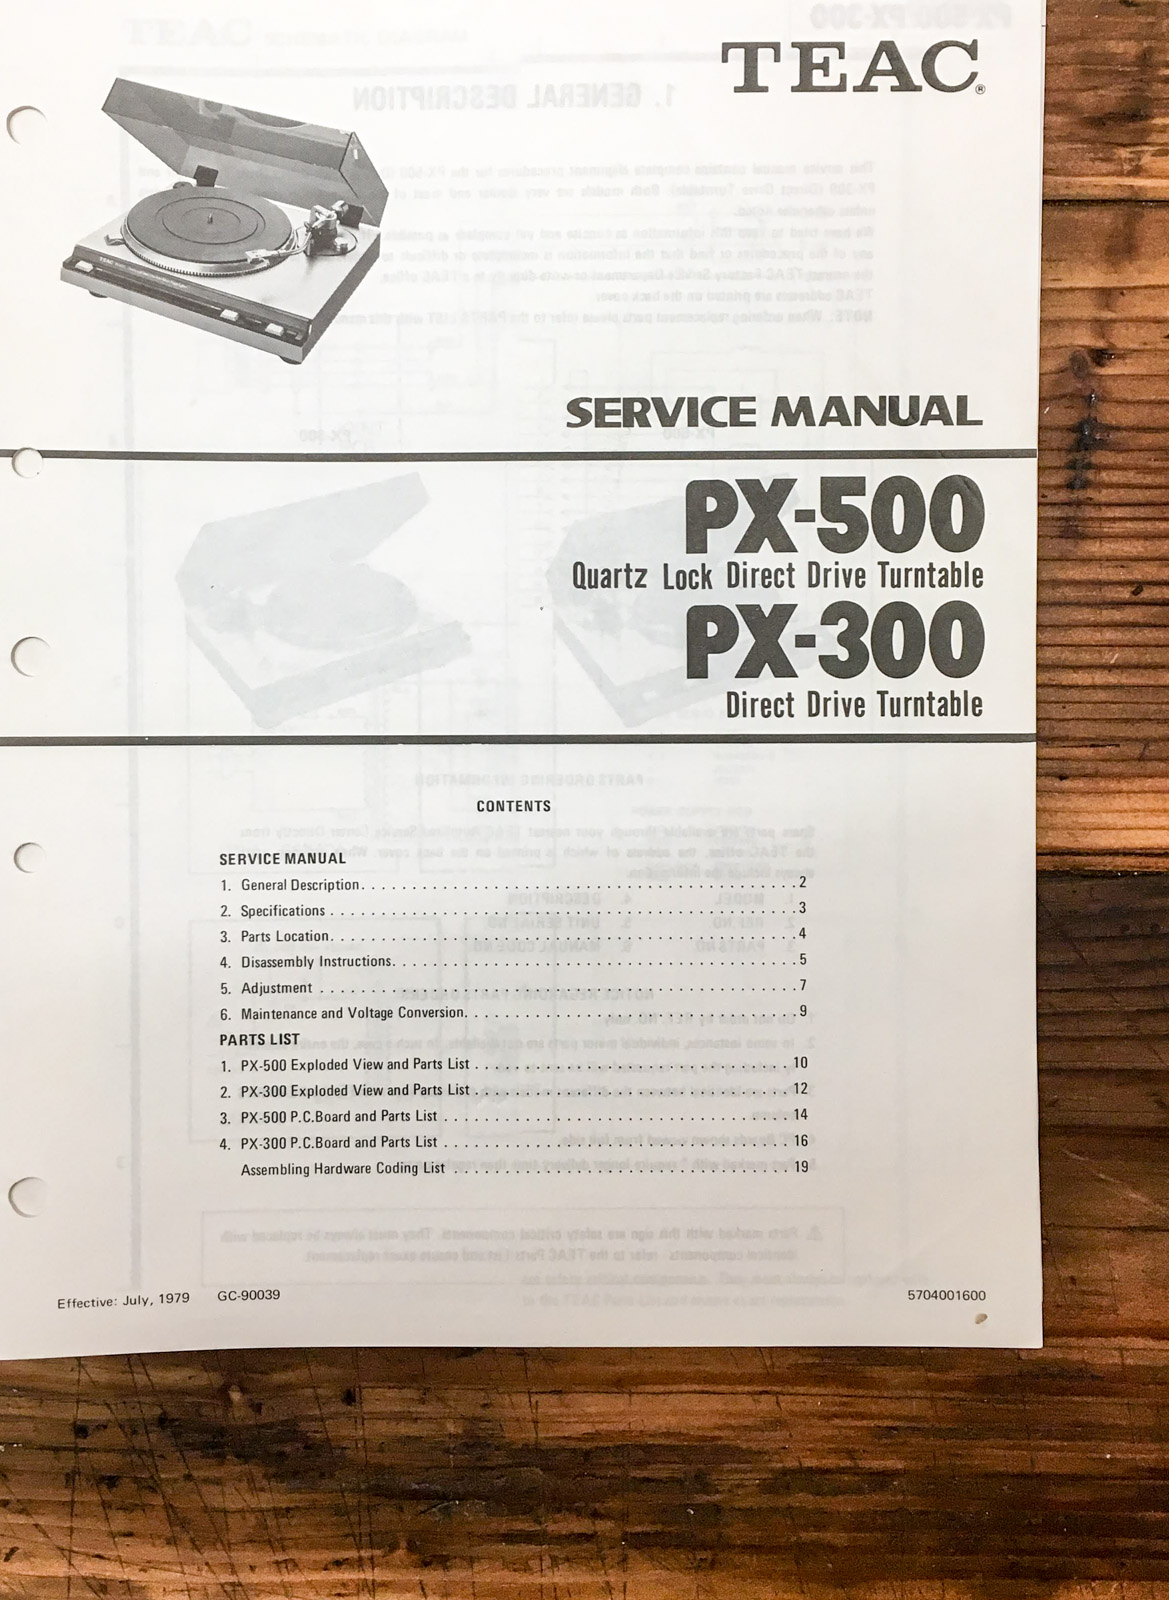 TEAC®
SERVICE MANUAL
PX-500
Quartz Lock Direct Drive Turntable
PX-300
Direct Drive Turntable
CONTENTS
SERVICE MANUAL
1. General Description. . . . . . . . . . . . . . . . . . . . 2
2. Specifications . . . . . . . . . . . . . . . . . . . . 3
3. Parts Location. . . . . . . . . . . . . . . . . . . . 4
4. Disassembly Instructions. . . . . . . . . . . . . . . . . . . . 5
5. Adjustment . . . . . . . . . . . . . . . . . . . . 7
6. Maintenance and Voltage Conversion. . . . . . . . . . . . . . . . . . . . 9
PARTS LIST
1. PX-500 Exploded View and Parts List . . . . . . . . . . . . . . . . . . . . 10
2. PX-300 Exploded View and Parts List . . . . . . . . . . . . . . . . . . . . 12
3. PX-500 P.C.Board and Parts List . . . . . . . . . . . . . . . . . . . . 14
4. PX-300 P.C.Board and Parts List . . . . . . . . . . . . . . . . . . . . 16
Assembling Hardware Coding List . . . . . . . . . . . . . . . . . . . . 19
Effective: July, 1979 GC-90039 5704001600